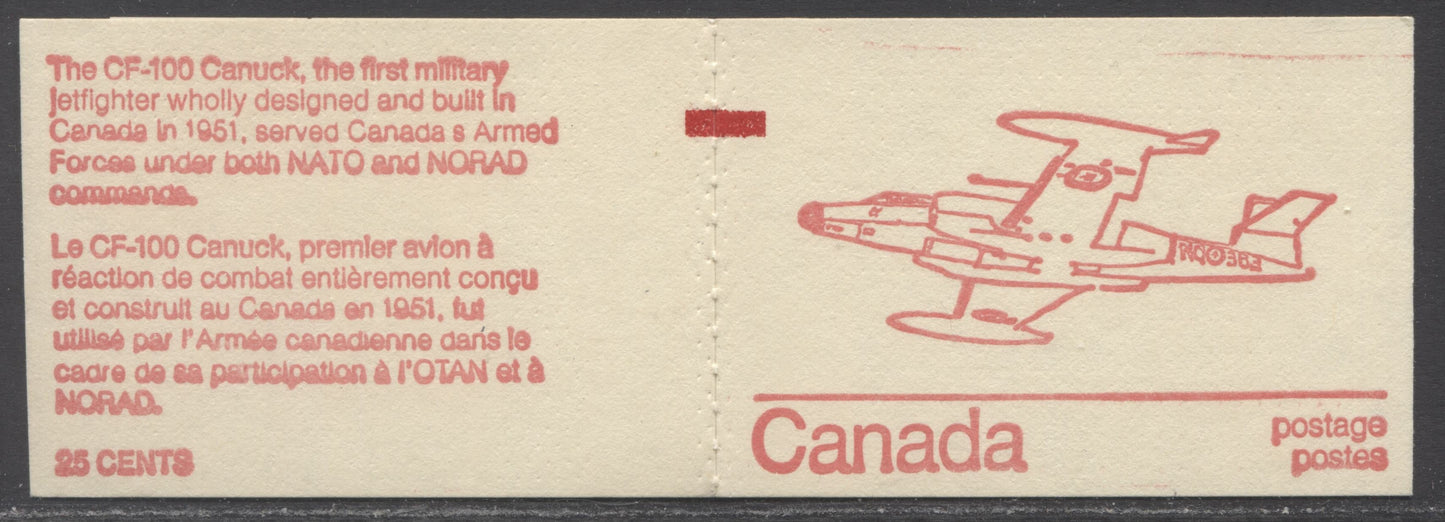 The CF-100 Canuck, the first military
jetfighter wholly designed and built in
Canada in 1951, served Canada s Armed
Forces under both NATO and NORAD
commands.
Le CF-100 Canuck, premier avion à
réaction de combat entièrement conçu
et construit au Canada en 1951, fut
utilisé par l'Armée canadienne dans le
cadre de sa participation à l'OTAN et à
NORAD.
25 CENTS
Canada
postage
postes